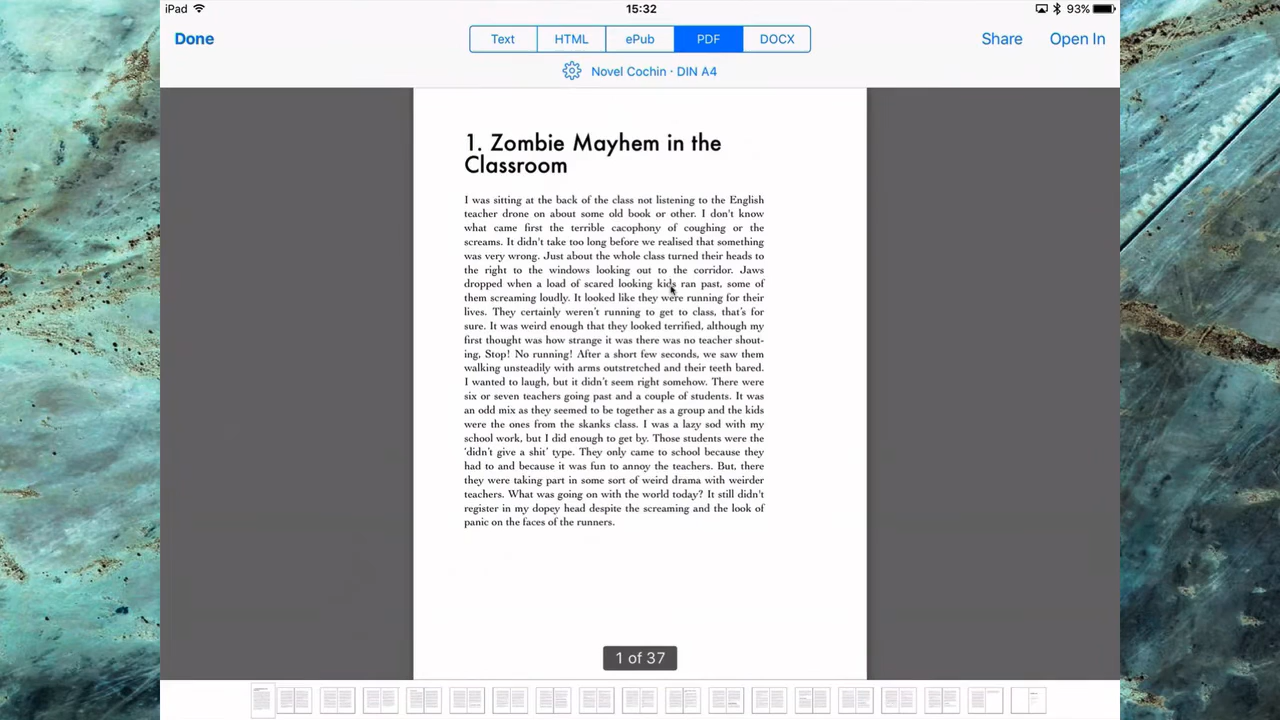 iPad 15:32 93%
Done Text HTML ePub PDF DOCX Share Open In
Novel Cochin · DIN A4
1. Zombie Mayhem in the
Classroom
I was sitting at the back of the class not listening to the English
teacher drone on about some old book or other. I don't know
what came first the terrible cacophony of coughing or the
screams. It didn't take too long before we realised that something
was very wrong. Just about the whole class turned their heads to
the right to the windows looking out to the corridor. Jaws
dropped when a load of scared looking kids ran past, some of
them screaming loudly. It looked like they were running for their
lives. They certainly weren't running to get to class, that's for
sure. It was weird enough that they looked terrified, although my
first thought was how strange it was there was no teacher shout-
ing, Stop! No running! After a short few seconds, we saw them
walking unsteadily with arms outstretched and their teeth bared.
I wanted to laugh, but it didn't seem right somehow. There were
six or seven teachers going past and a couple of students. It was
an odd mix as they seemed to be together as a group and the kids
were the ones from the skanks class. I was a lazy sod with my
school work, but I did enough to get by. Those students were the
'didn't give a shit' type. They only came to school because they
had to and because it was fun to annoy the teachers. But, there
they were taking part in some sort of weird drama with weirder
teachers. What was going on with the world today? It still didn't
register in my dopey head despite the screaming and the look of
panic on the faces of the runners.
1 of 37